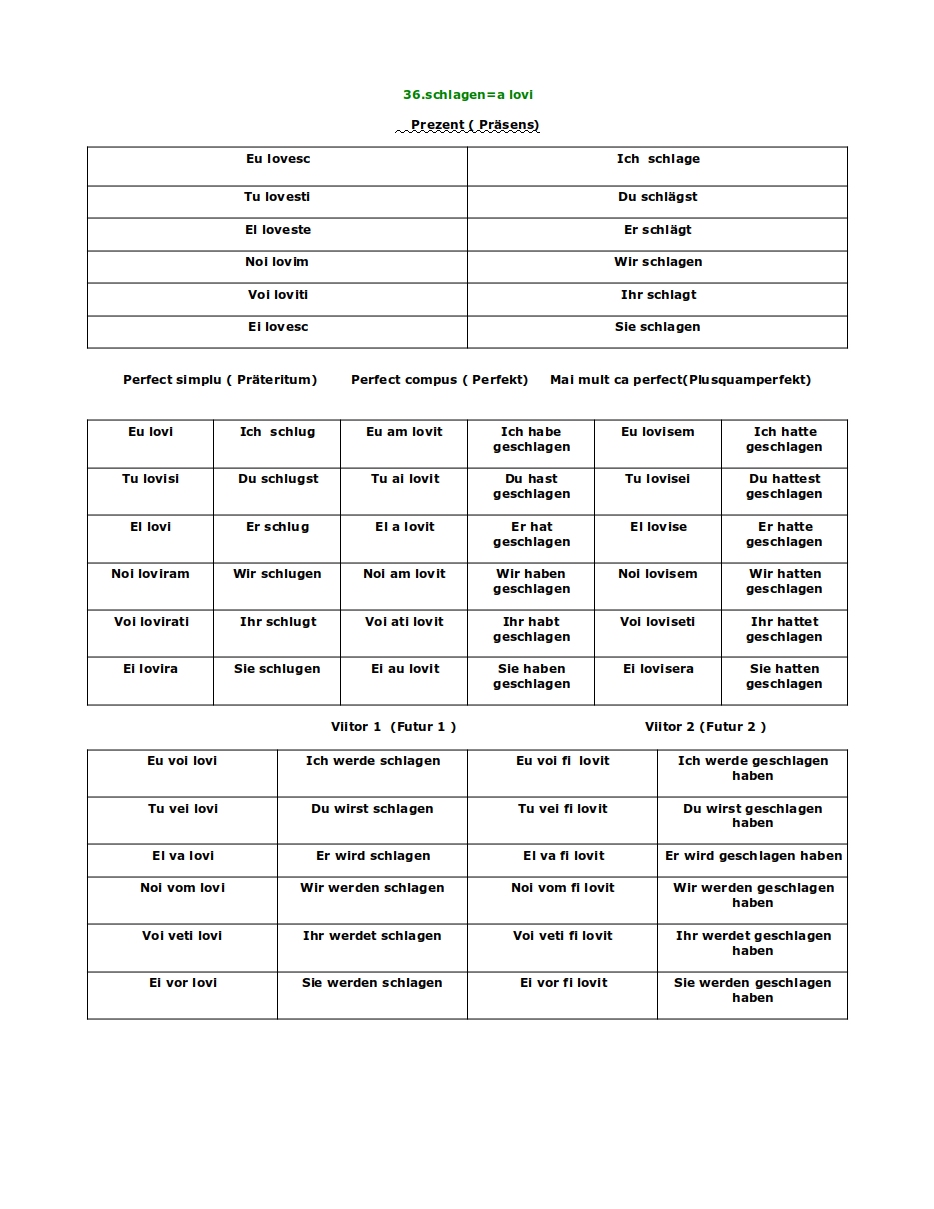 36.schlagen=a lovi
Prezent ( Präsens)
Eu lovesc Ich schlage
Tu lovesti Du schlägst
El loveste Er schlägt
Noi lovim Wir schlagen
Voi loviti Ihr schlagt
Ei lovesc Sie schlagen
Perfect simplu ( Präteritum) Perfect compus ( Perfekt) Mai mult ca perfect(Plusquamperfekt)
Eu lovi Ich schlug Eu am lovit Ich habe geschlagen Eu lovisem Ich hatte geschlagen
Tu lovisi Du schlugst Tu ai lovit Du hast geschlagen Tu lovisei Du hattest geschlagen
El lovi Er schlug El a lovit Er hat geschlagen El lovise Er hatte geschlagen
Noi loviram Wir schlugen Noi am lovit Wir haben geschlagen Noi lovisem Wir hatten geschlagen
Voi lovirati Ihr schlugt Voi ati lovit Ihr habt geschlagen Voi loviseti Ihr hattet geschlagen
Ei lovira Sie schlugen Ei au lovit Sie haben geschlagen Ei lovisera Sie hatten geschlagen
Viitor 1 (Futur 1 ) Viitor 2 (Futur 2 )
Eu voi lovi Ich werde schlagen Eu voi fi lovit Ich werde geschlagen haben
Tu vei lovi Du wirst schlagen Tu vei fi lovit Du wirst geschlagen haben
El va lovi Er wird schlagen El va fi lovit Er wird geschlagen haben
Noi vom lovi Wir werden schlagen Noi vom fi lovit Wir werden geschlagen haben
Voi veti lovi Ihr werdet schlagen Voi veti fi lovit Ihr werdet geschlagen haben
Ei vor lovi Sie werden schlagen Ei vor fi lovit Sie werden geschlagen haben